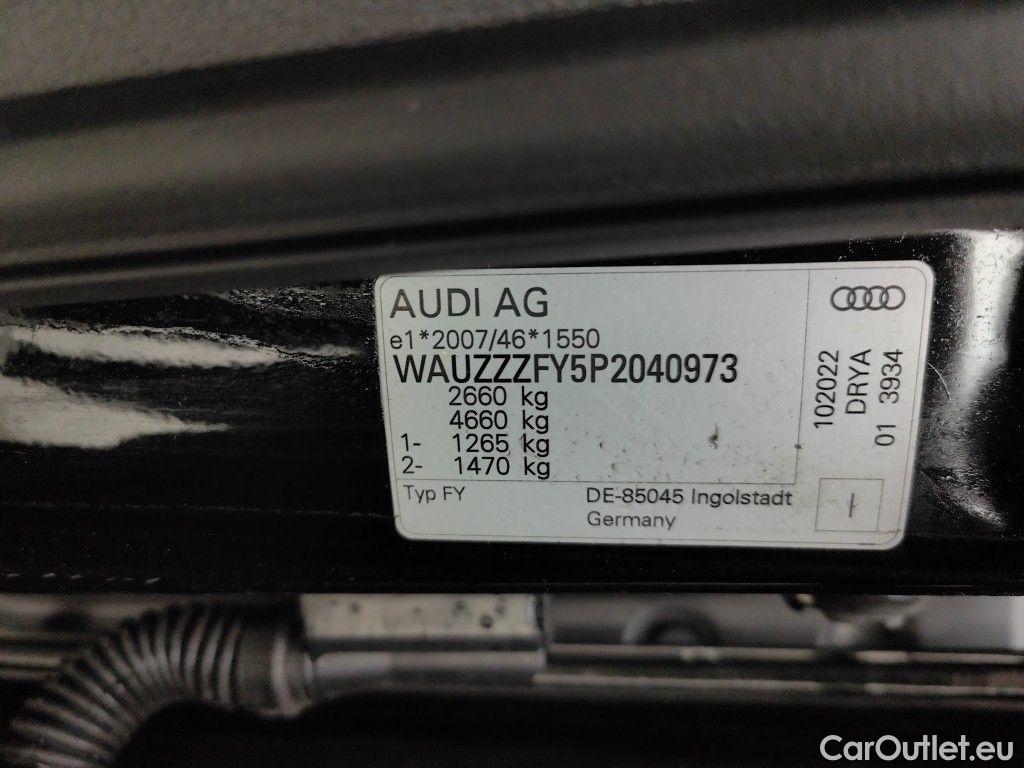 AUDI AG
e1*2007/46*1550
WAUZZZFY5P2040973
2660 kg
4660 kg
1- 1265 kg
2- 1470 kg
Typ FY
DE-85045 Ingolstadt
Germany
102022
DRYA
01 3934
I
CarOutlet.eu